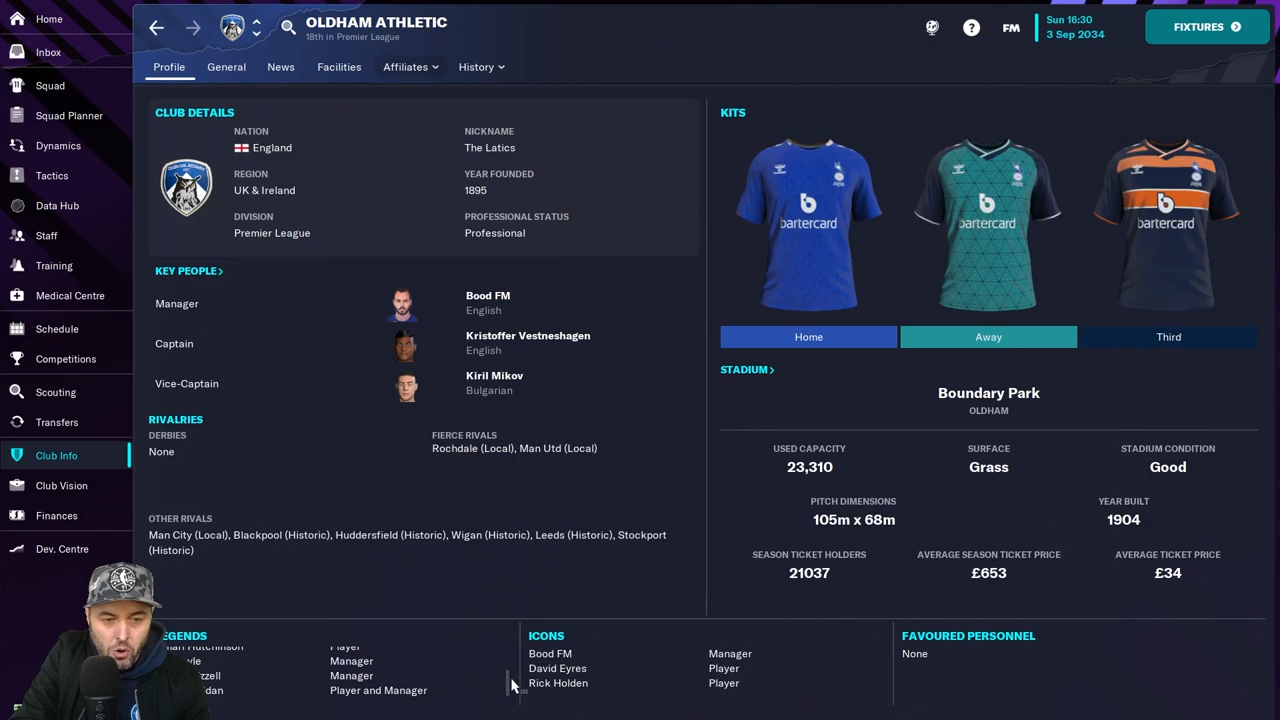 Home
OLDHAM ATHLETIC
18th in Premier League
FM
Sun 16:30
3 Sep 2034
FIXTURES
Inbox
Squad
Squad Planner
Dynamics
Tactics
Data Hub
Staff
Training
Medical Centre
Schedule
Competitions
Scouting
Transfers
Club Info
Club Vision
Finances
Dev. Centre
Profile
General
News
Facilities
Affiliates
History
CLUB DETAILS
NATION
England
NICKNAME
The Latics
REGION
UK & Ireland
YEAR FOUNDED
1895
DIVISION
Premier League
PROFESSIONAL STATUS
Professional
KEY PEOPLE >
Manager
Bood FM
English
Captain
Kristoffer Vestneshagen
English
Vice-Captain
Kiril Mikov
Bulgarian
RIVALRIES
DERBIES
None
FIERCE RIVALS
Rochdale (Local), Man Utd (Local)
OTHER RIVALS
Man City (Local), Blackpool (Historic), Huddersfield (Historic), Wigan (Historic), Leeds (Historic), Stockport
(Historic)
KITS
bartercard
bartercard
bartercard
Home
Away
Third
STADIUM >
Boundary Park
OLDHAM
USED CAPACITY
23,310
SURFACE
Grass
STADIUM CONDITION
Good
PITCH DIMENSIONS
105m x 68m
YEAR BUILT
1904
SEASON TICKET HOLDERS
21037
AVERAGE SEASON TICKET PRICE
£653
AVERAGE TICKET PRICE
£34
EGENDS
Hutchinson
Player
Manager
Manager
Player and Manager
ICONS
Bood FM
Manager
David Eyres
Player
Rick Holden
Player
FAVOURED PERSONNEL
None